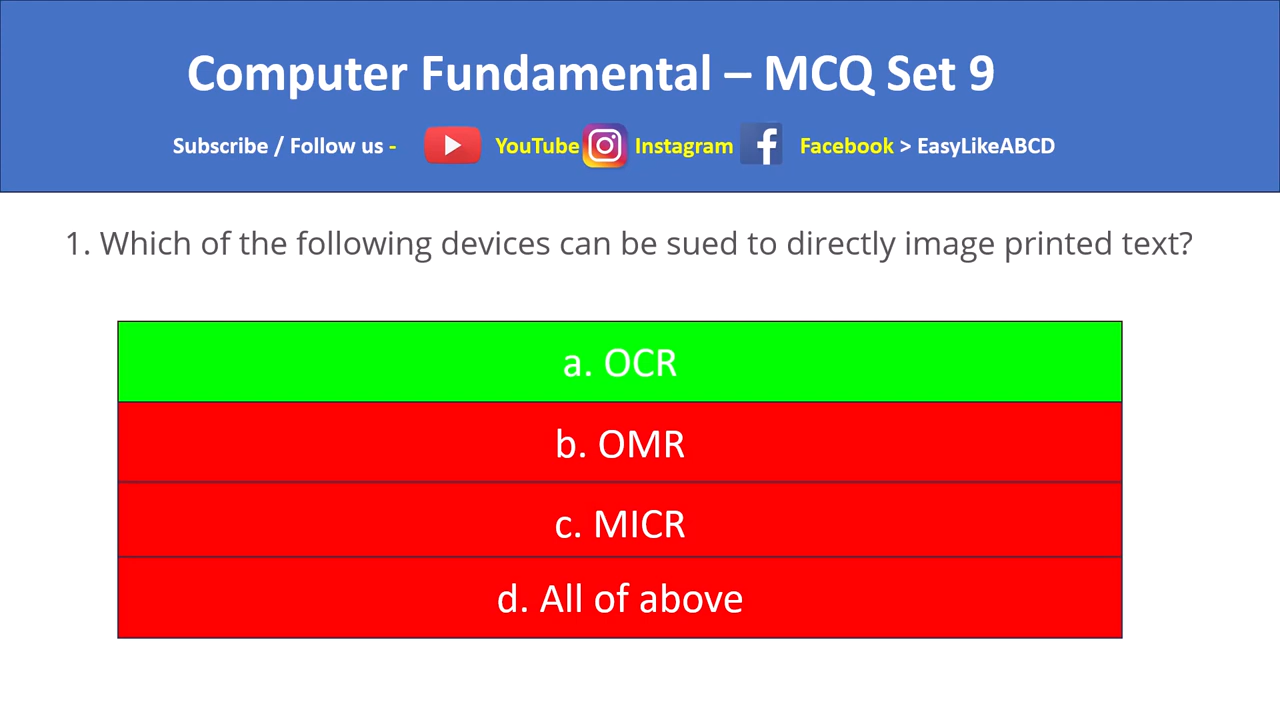 Computer Fundamental – MCQ Set 9
Subscribe / Follow us - YouTube Instagram Facebook > EasyLikeABCD
1. Which of the following devices can be sued to directly image printed text?
a. OCR
b. OMR
c. MICR
d. All of above